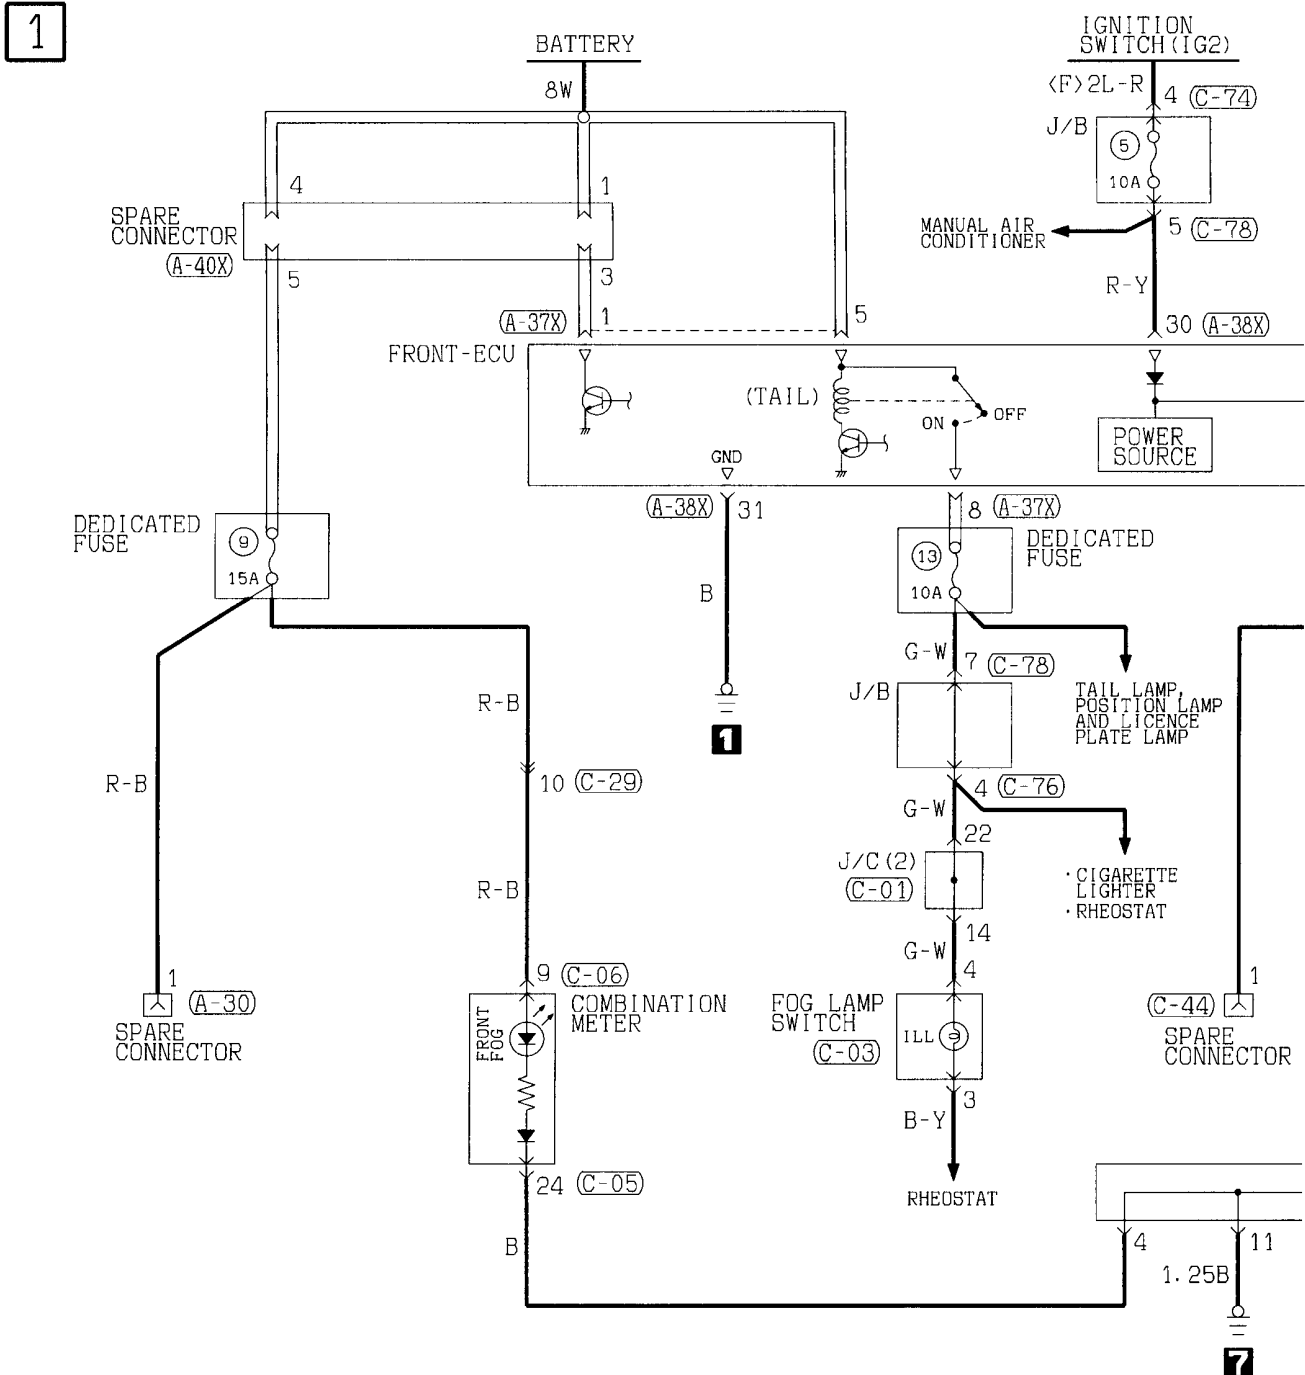 1
BATTERY
IGNITION
SWITCH(IG2)
8W
<F>2L-R
4 (C-74)
J/B
5
10A
4
1
SPARE
CONNECTOR
(A-40X)
5
3
MANUAL AIR
CONDITIONER
5 (C-78)
R-Y
(A-37X) 1
5
30 (A-38X)
FRONT-ECU
(TAIL)
ON
OFF
POWER
SOURCE
GND
(A-38X) 31
8 (A-37X)
DEDICATED
FUSE
9
15A
DEDICATED
FUSE
13
10A
B
G-W
7 (C-78)
J/B
TAIL LAMP,
POSITION LAMP
AND LICENCE
PLATE LAMP
R-B
1
R-B
10 (C-29)
4 (C-76)
G-W
22
J/C(2)
(C-01)
· CIGARETTE
LIGHTER
· RHEOSTAT
R-B
14
G-W
4
1
(A-30)
SPARE
CONNECTOR
9 (C-06)
COMBINATION
METER
FRONT
FOG
FOG LAMP
SWITCH
(C-03)
ILL
1
(C-44)
SPARE
CONNECTOR
3
B-Y
RHEOSTAT
24 (C-05)
B
4
11
1.25B
7